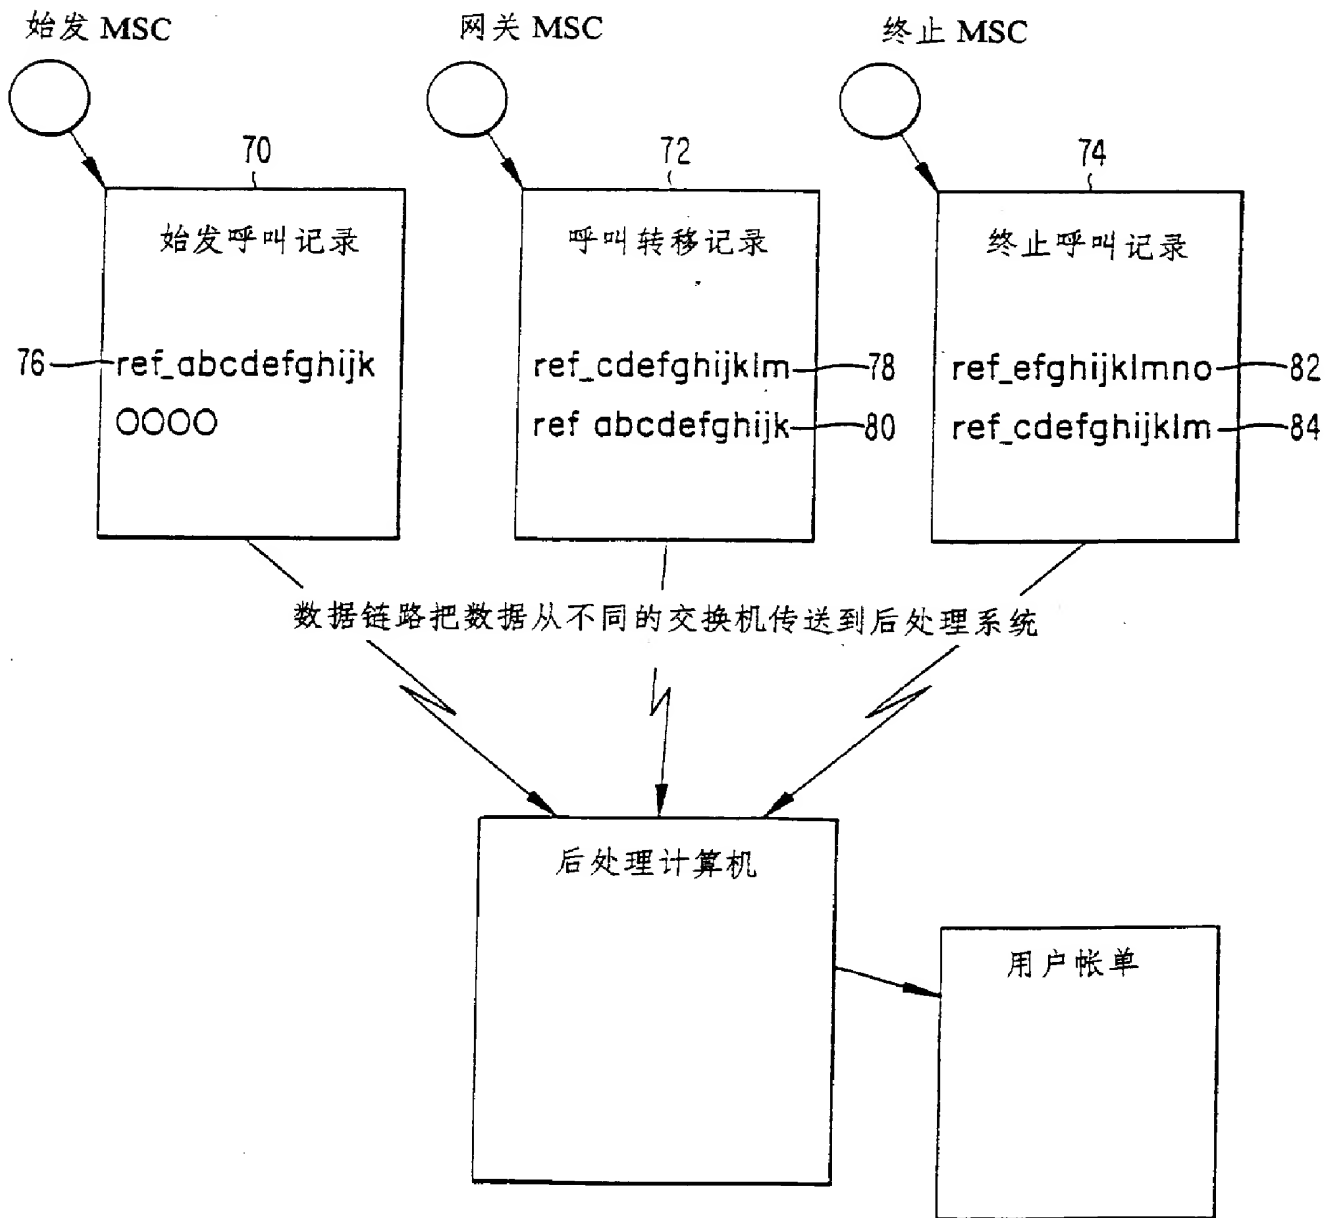 始发 MSC
网关 MSC
终止 MSC
70
72
74
始发呼叫记录
呼叫转移记录
终止呼叫记录
76
ref_abcdefghijk
ref_cdefghijklm
78
ref_efghijklmno
82
0000
ref abcdefghijk
80
ref_cdefghijklm
84
数据链路把数据从不同的交换机传送到后处理系统
后处理计算机
用户帐单